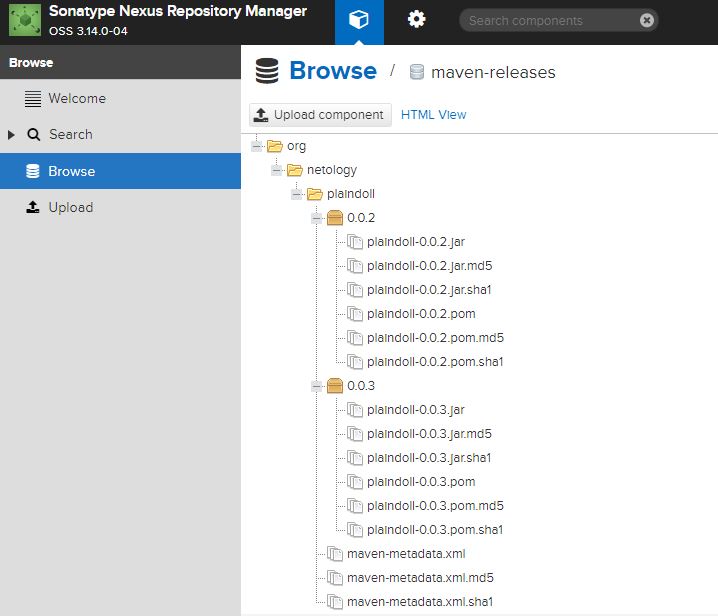 Sonatype Nexus Repository Manager
OSS 3.14.0-04
Search components
Browse
Welcome
Search
Browse
Upload
Browse / maven-releases
Upload component HTML View
org
netology
plaindoll
0.0.2
plaindoll-0.0.2.jar
plaindoll-0.0.2.jar.md5
plaindoll-0.0.2.jar.sha1
plaindoll-0.0.2.pom
plaindoll-0.0.2.pom.md5
plaindoll-0.0.2.pom.sha1
0.0.3
plaindoll-0.0.3.jar
plaindoll-0.0.3.jar.md5
plaindoll-0.0.3.jar.sha1
plaindoll-0.0.3.pom
plaindoll-0.0.3.pom.md5
plaindoll-0.0.3.pom.sha1
maven-metadata.xml
maven-metadata.xml.md5
maven-metadata.xml.sha1